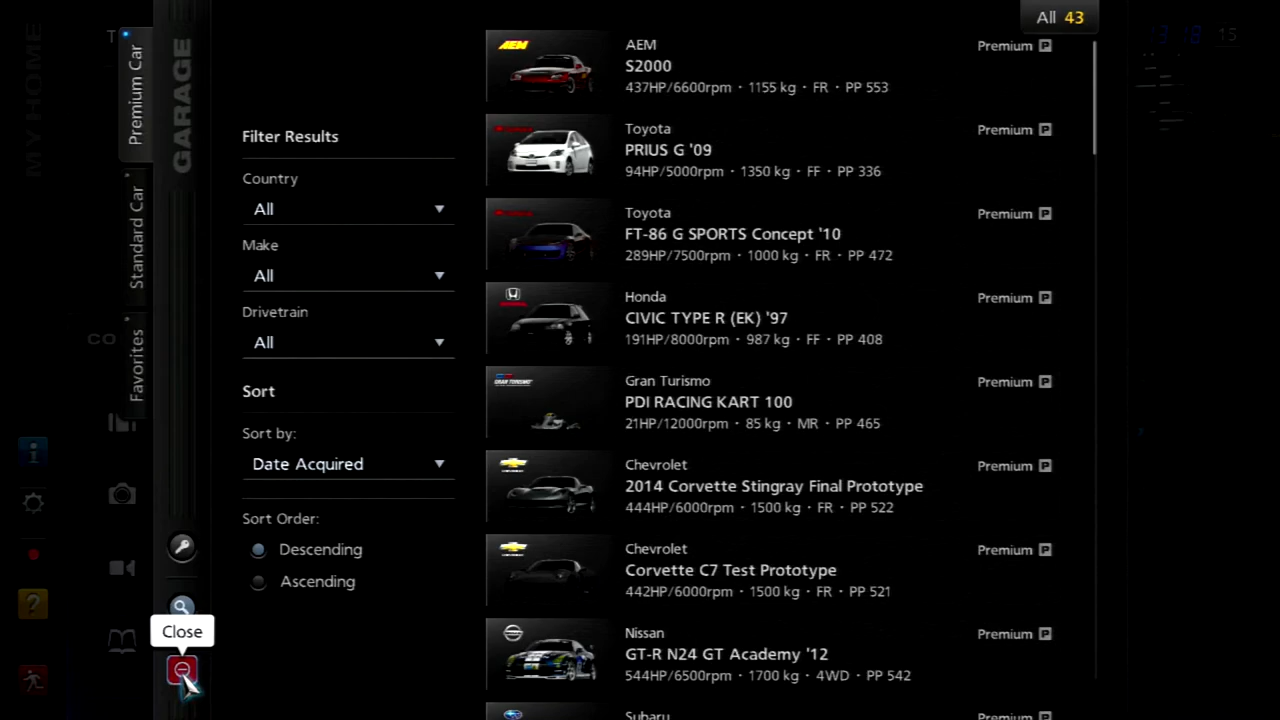 All 43
MY HOME
T
Premium Car
GARAGE
Standard Car
Favorites
CO
15
Filter Results
Country
All
Make
All
Drivetrain
All
Sort
Sort by:
Date Acquired
Sort Order:
Descending
Ascending
Close
AEM
AEM
S2000
437HP/6600rpm · 1155 kg · FR · PP 553
Premium P
Toyota
PRIUS G '09
94HP/5000rpm · 1350 kg · FF · PP 336
Premium P
Toyota
FT-86 G SPORTS Concept '10
289HP/7500rpm · 1000 kg · FR · PP 472
Premium P
Honda
CIVIC TYPE R (EK) '97
191HP/8000rpm · 987 kg · FF · PP 408
Premium P
GRAN TURISMO
Gran Turismo
PDI RACING KART 100
21HP/12000rpm · 85 kg · MR · PP 465
Premium P
Chevrolet
2014 Corvette Stingray Final Prototype
444HP/6000rpm · 1500 kg · FR · PP 522
Premium P
Chevrolet
Corvette C7 Test Prototype
442HP/6000rpm · 1500 kg · FR · PP 521
Premium P
Nissan
GT-R N24 GT Academy '12
544HP/6500rpm · 1700 kg · 4WD · PP 542
Premium P
Subaru
Premium P